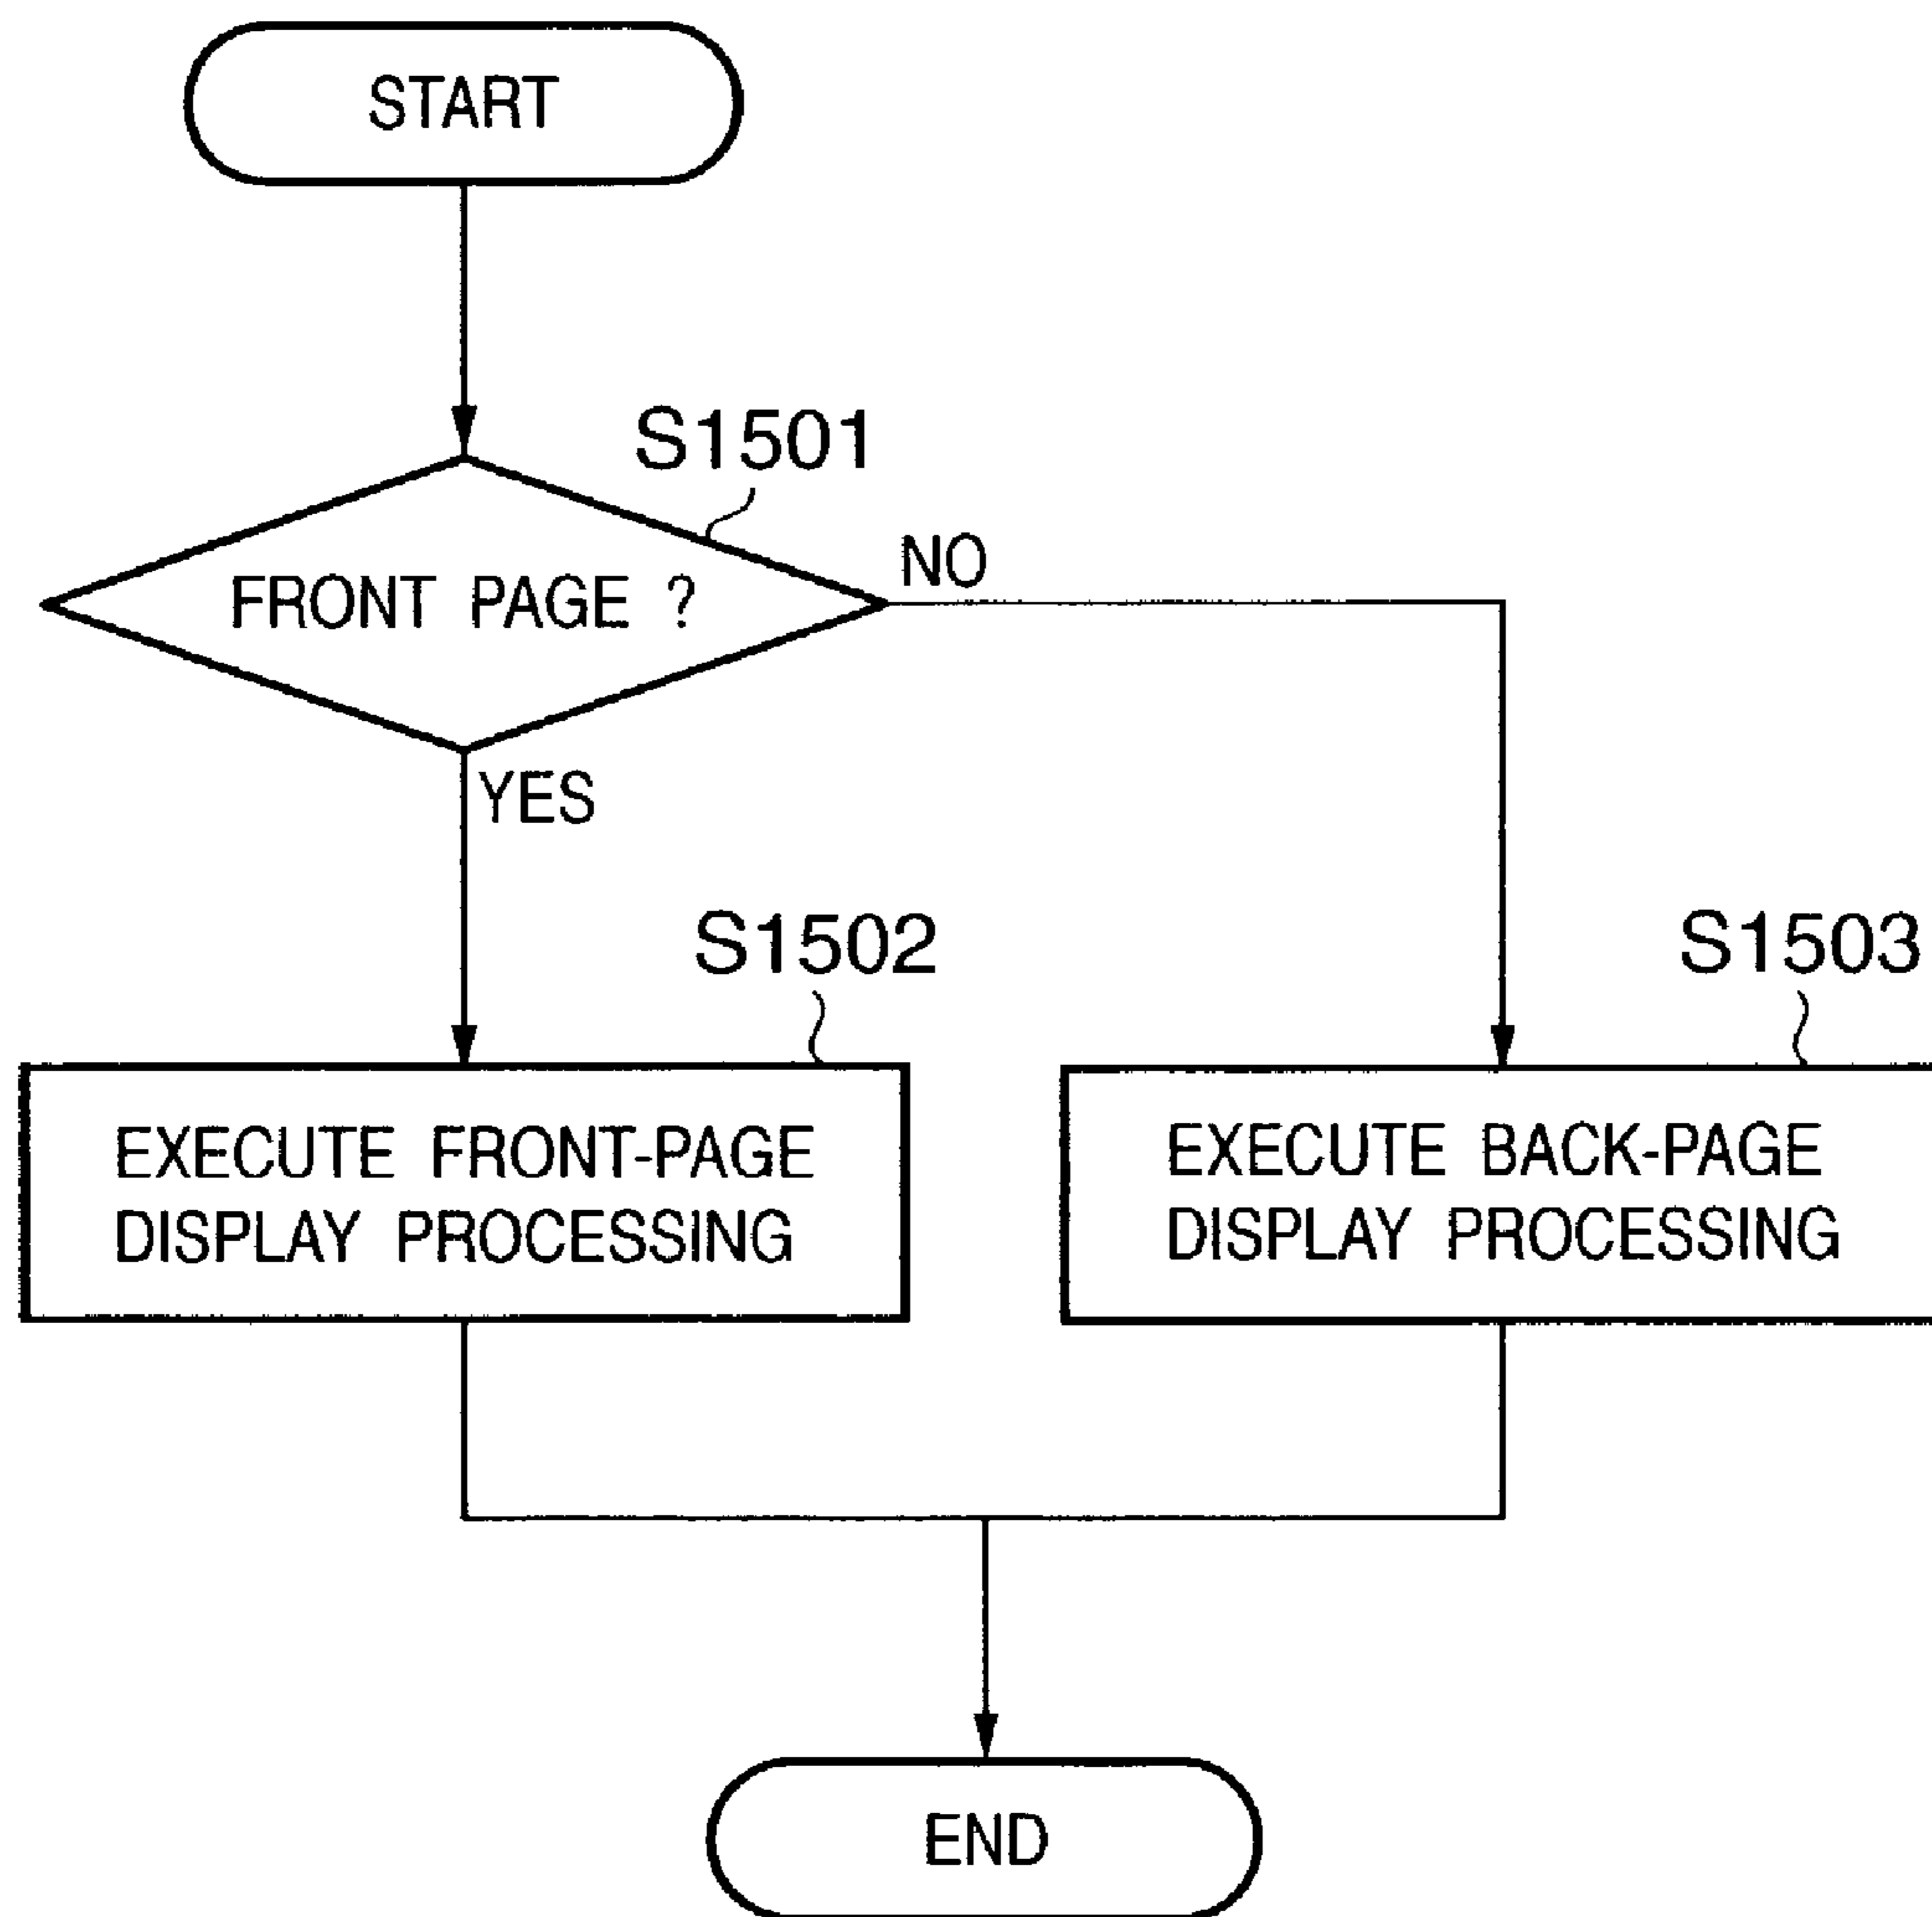 START
S1501
FRONT PAGE ?
NO
YES
S1502
S1503
EXECUTE FRONT-PAGE
DISPLAY PROCESSING
EXECUTE BACK-PAGE
DISPLAY PROCESSING
END